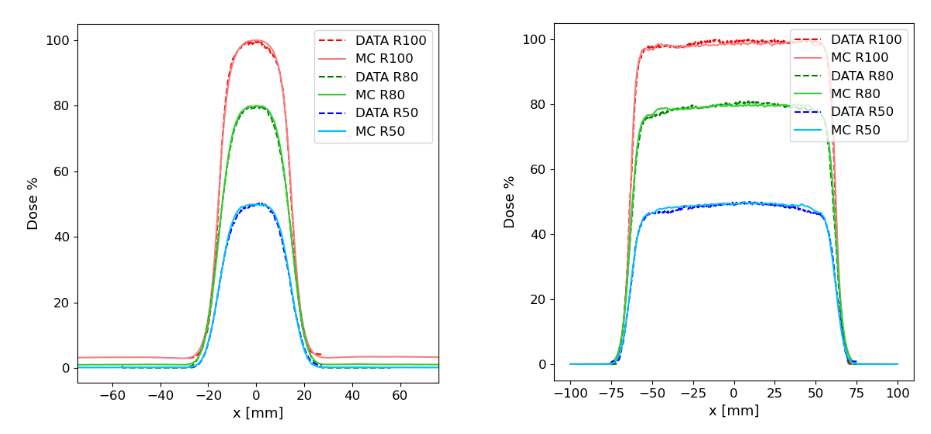 100
80
60
40
20
0
Dose %
−60
−40
−20
0
20
40
60
x [mm]
DATA R100
MC R100
DATA R80
MC R80
DATA R50
MC R50
100
80
60
40
20
0
Dose %
−100
−75
−50
−25
0
25
50
75
100
x [mm]
DATA R100
MC R100
DATA R80
MC R80
DATA R50
MC R50